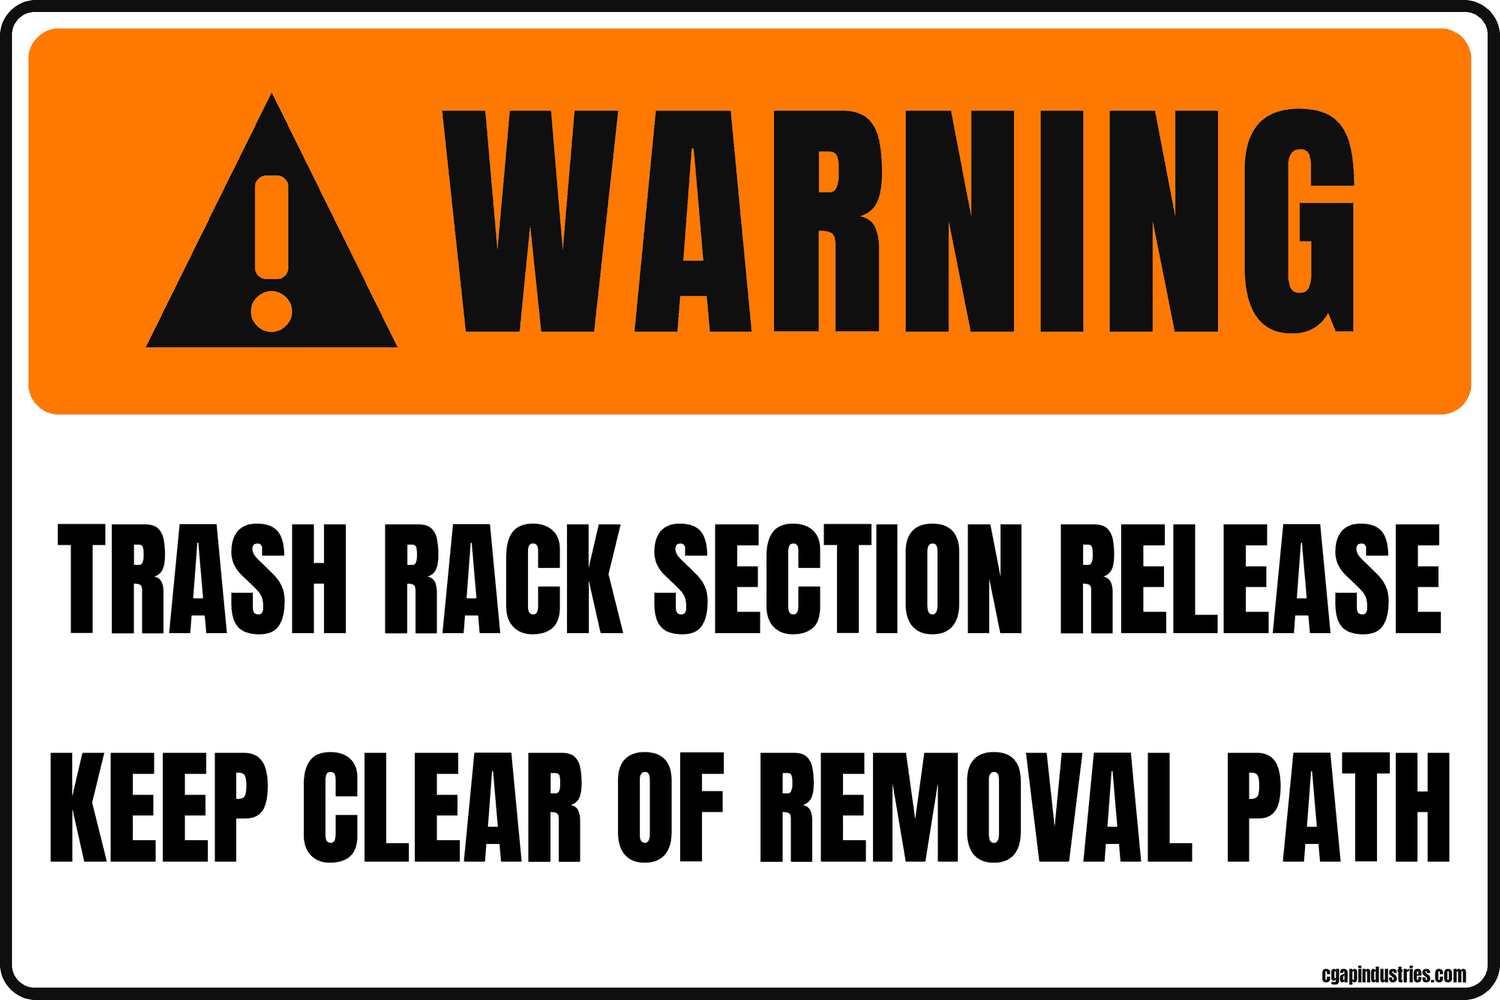 WARNING
TRASH RACK SECTION RELEASE
KEEP CLEAR OF REMOVAL PATH
cgapindustries.com